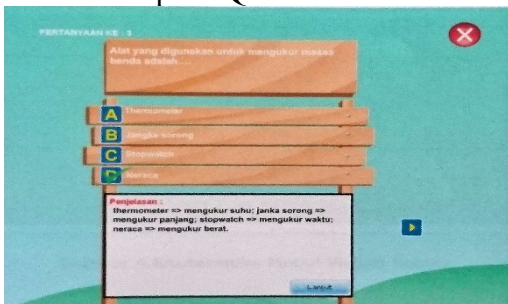 PERTANYAAN KE : 3
Alat yang digunakan untuk mengukur massa
benda adalah....
A Thermometer
B Jangka sorong
C Stopwatch
D Neraca
Penjelasan :
thermometer => mengukur suhu; janka sorong =>
mengukur panjang; stopwatch => mengukur waktu;
neraca => mengukur berat.
Lanjut